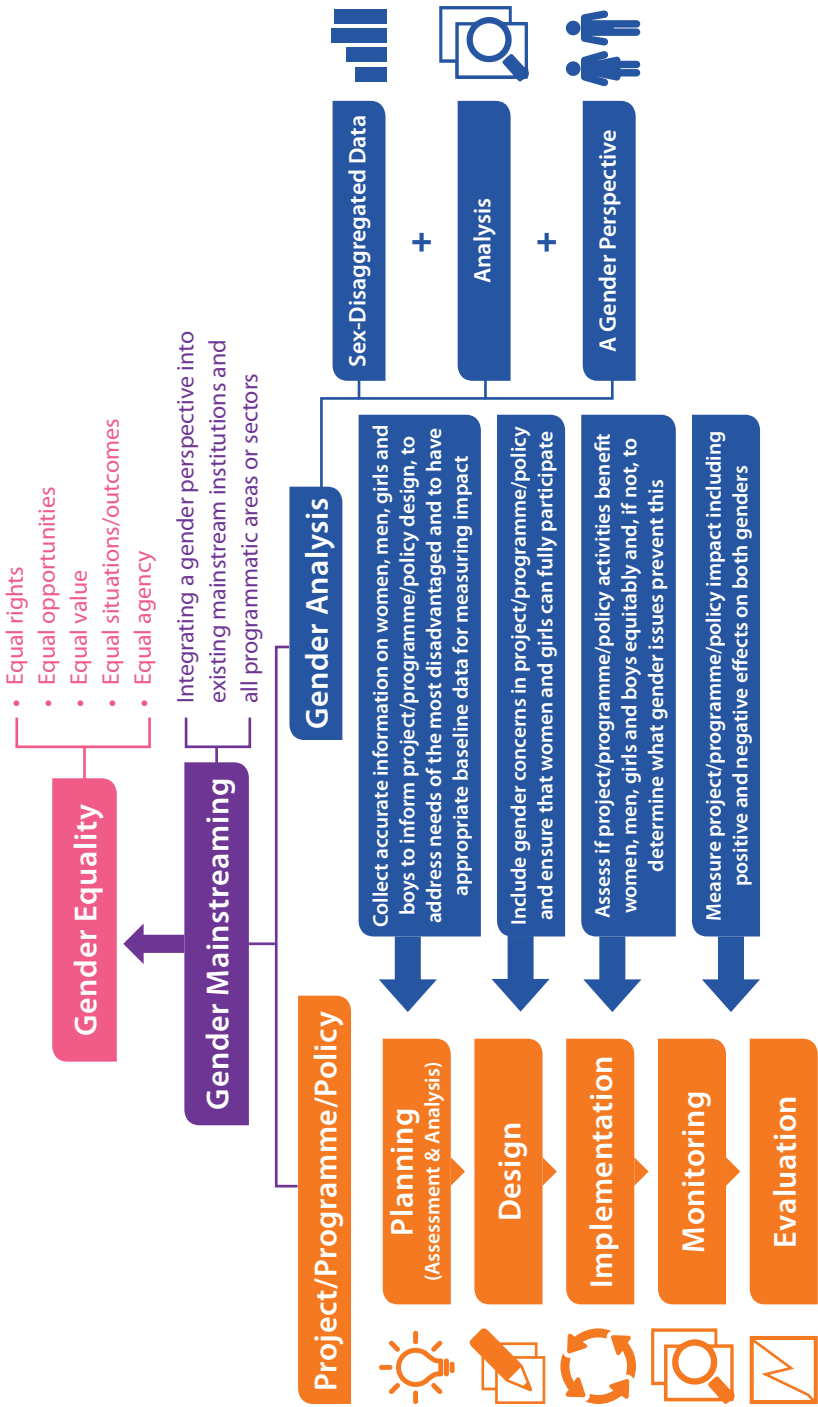 Gender Equality
• Equal rights
• Equal opportunities
• Equal value
• Equal situations/outcomes
• Equal agency
Gender Mainstreaming
Integrating a gender perspective into
existing mainstream institutions and
all programmatic areas or sectors
Project/Programme/Policy
Planning
(Assessment & Analysis)
Design
Implementation
Monitoring
Evaluation
Gender Analysis
Collect accurate information on women, men, girls and
boys to inform project/programme/policy design, to
address needs of the most disadvantaged and to have
appropriate baseline data for measuring impact
Include gender concerns in project/programme/policy
and ensure that women and girls can fully participate
Assess if project/programme/policy activities benefit
women, men, girls and boys equitably and, if not, to
determine what gender issues prevent this
Measure project/programme/policy impact including
positive and negative effects on both genders
Sex-Disaggregated Data
+
Analysis
+
A Gender Perspective